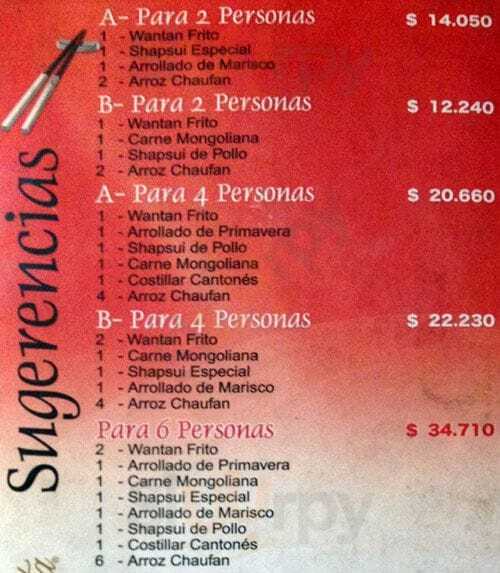 Sugerencias
A- Para 2 Personas $ 14.050
1 - Wantan Frito
1 - Shapsui Especial
1 - Arrollado de Marisco
2 - Arroz Chaufan
B- Para 2 Personas $ 12.240
1 - Wantan Frito
1 - Carne Mongoliana
1 - Shapsui de Pollo
2 - Arroz Chaufan
A- Para 4 Personas $ 20.660
1 - Wantan Frito
1 - Arrollado de Primavera
1 - Shapsui de Pollo
1 - Carne Mongoliana
1 - Costillar Cantonés
4 - Arroz Chaufan
B- Para 4 Personas $ 22.230
2 - Wantan Frito
1 - Carne Mongoliana
1 - Shapsui Especial
1 - Arrollado de Marisco
4 - Arroz Chaufan
Para 6 Personas $ 34.710
2 - Wantan Frito
1 - Arrollado de Primavera
1 - Carne Mongoliana
1 - Shapsui Especial
1 - Arrollado de Marisco
1 - Shapsui de Pollo
1 - Costillar Cantonés
6 - Arroz Chaufan